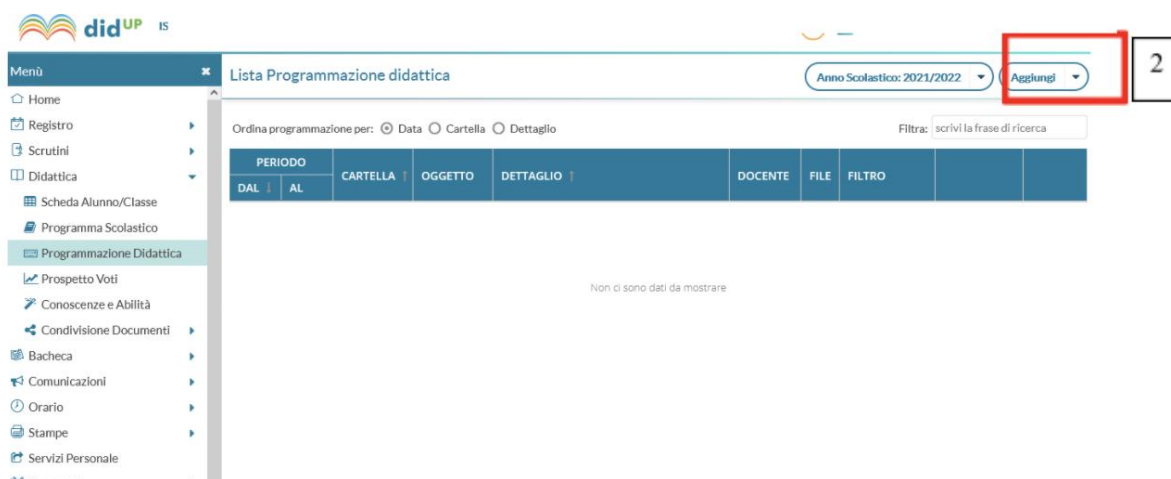 didUP IS
Menù
Home
Registro
Scrutini
Didattica
Scheda Alunno/Classe
Programma Scolastico
Programmazione Didattica
Prospetto Voti
Conoscenze e Abilità
Condivisione Documenti
Bacheca
Comunicazioni
Orario
Stampe
Servizi Personale
Lista Programmazione didattica
Anno Scolastico: 2021/2022
Aggiungi
2
Ordina programmazione per: Data Cartella Dettaglio
Filtra: scrivi la frase di ricerca
PERIODO
DAL AL
CARTELLA OGGETTO DETTAGLIO DOCENTE FILE FILTRO
Non ci sono dati da mostrare